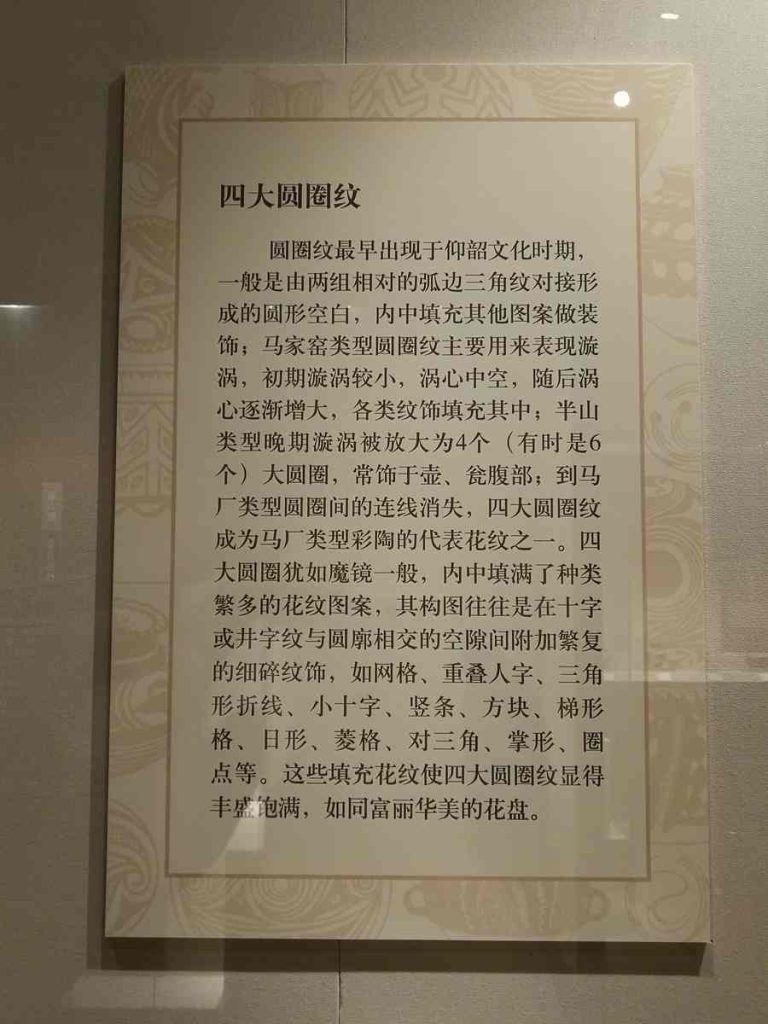 四大圆圈纹
圆圈纹最早出现于仰韶文化时期，
一般是由两组相对的弧边三角纹对接形
成的圆形空白，内中填充其他图案做装
饰；马家窑类型圆圈纹主要用来表现漩
涡，初期漩涡较小，涡心中空，随后涡
心逐渐增大，各类纹饰填充其中；半山
类型晚期漩涡被放大为4个（有时是6
个）大圆圈，常饰于壶、瓮腹部；到马
厂类型圆圈间的连线消失，四大圆圈纹
成为马厂类型彩陶的代表花纹之一。四
大圆圈犹如魔镜一般，内中填满了种类
繁多的花纹图案，其构图往往是在十字
或井字纹与圆廓相交的空隙间附加繁复
的细碎纹饰，如网格、重叠人字、三角
形折线、小十字、竖条、方块、梯形
格、日形、菱格、对三角、掌形、圈
点等。这些填充花纹使四大圆圈纹显得
丰盛饱满，如同富丽华美的花盘。